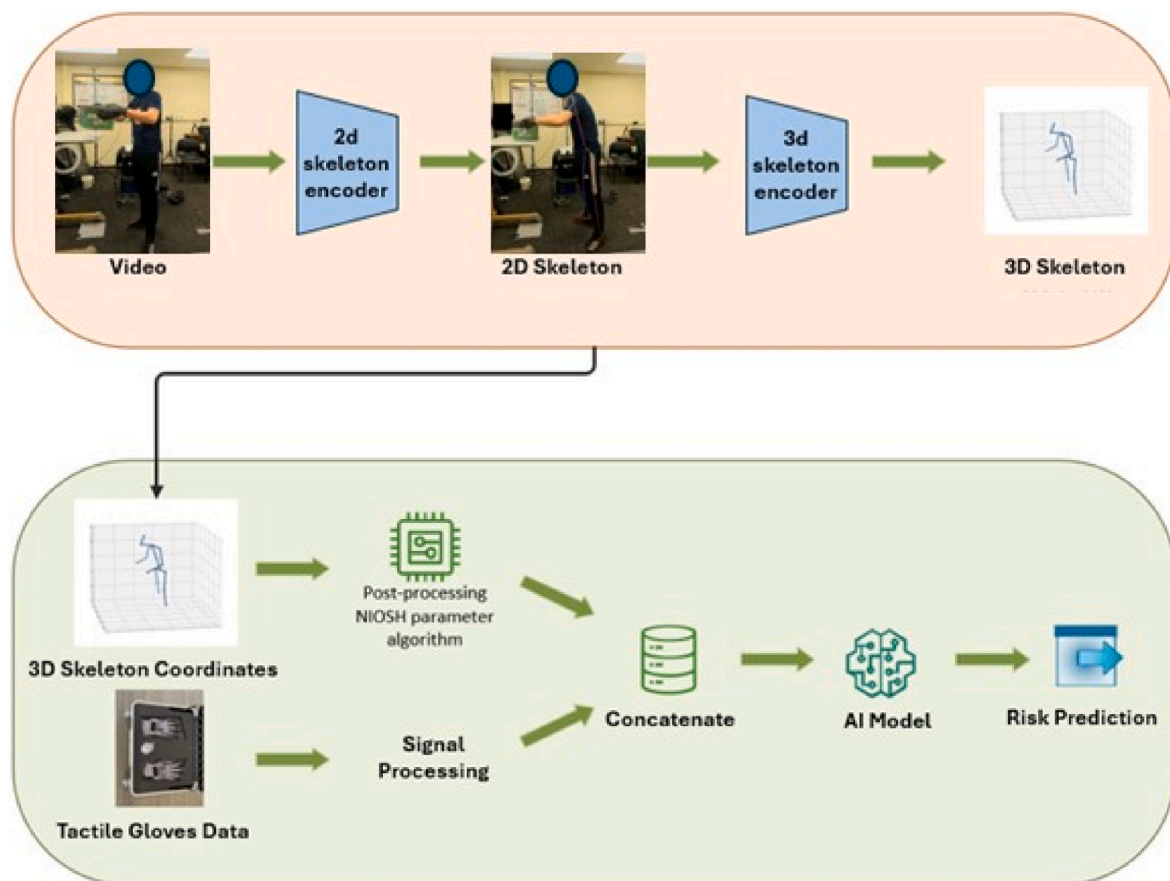 2d
skeleton
encoder
3d
skeleton
encoder
Video
2D Skeleton
3D Skeleton
Post-processing
NIOSH parameter
algorithm
3D Skeleton Coordinates
Concatenate
AI Model
Risk Prediction
Signal
Processing
Tactile Gloves Data